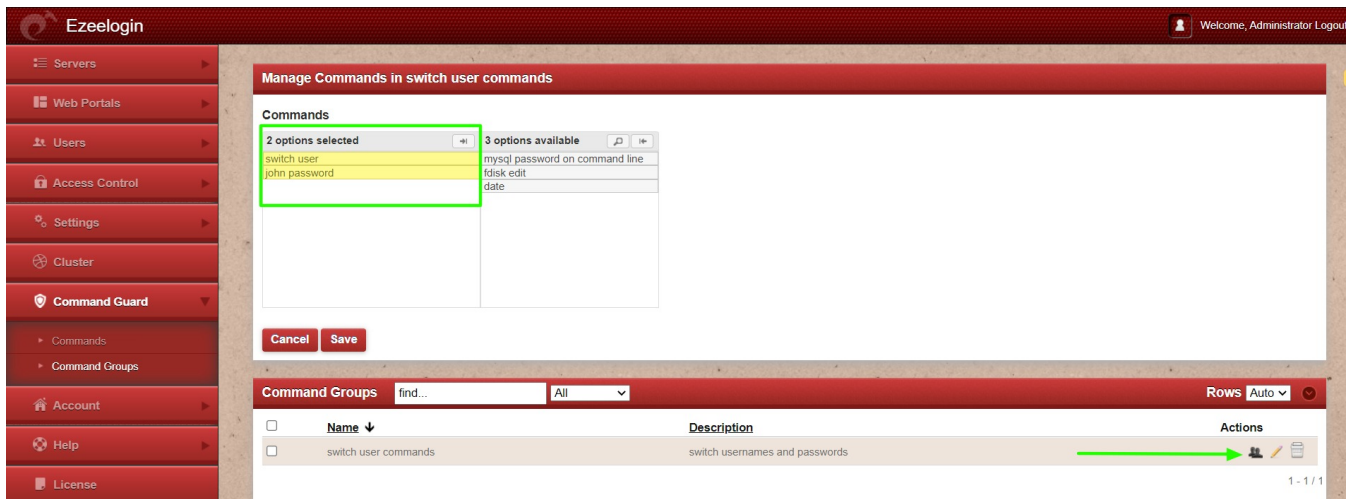 Ezeelogin
Welcome, Administrator Logout
Servers
Web Portals
Users
Access Control
Settings
Cluster
Command Guard
Commands
Command Groups
Account
Help
License
Manage Commands in switch user commands
Commands
2 options selected
switch user
john password
3 options available
mysql password on command line
fdisk edit
date
Cancel Save
Command Groups find... All Rows Auto
Name Description Actions
switch user commands switch usernames and passwords
1 - 1 / 1